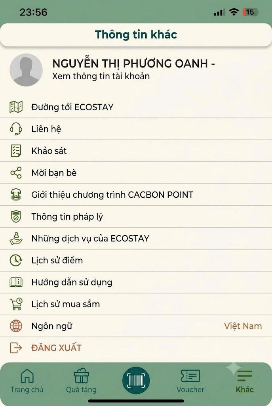 23:56
15
Thông tin khác
NGUYỄN THỊ PHƯƠNG OANH -
Xem thông tin tài khoản
Đường tới ECOSTAY
Liên hệ
Khảo sát
Mời bạn bè
Giới thiệu chương trình CACBON POINT
Thông tin pháp lý
Những dịch vụ của ECOSTAY
Lịch sử điểm
Hướng dẫn sử dụng
Lịch sử mua sắm
Ngôn ngữ Việt Nam
ĐĂNG XUẤT
Trang chủ Quà tặng Voucher Khác